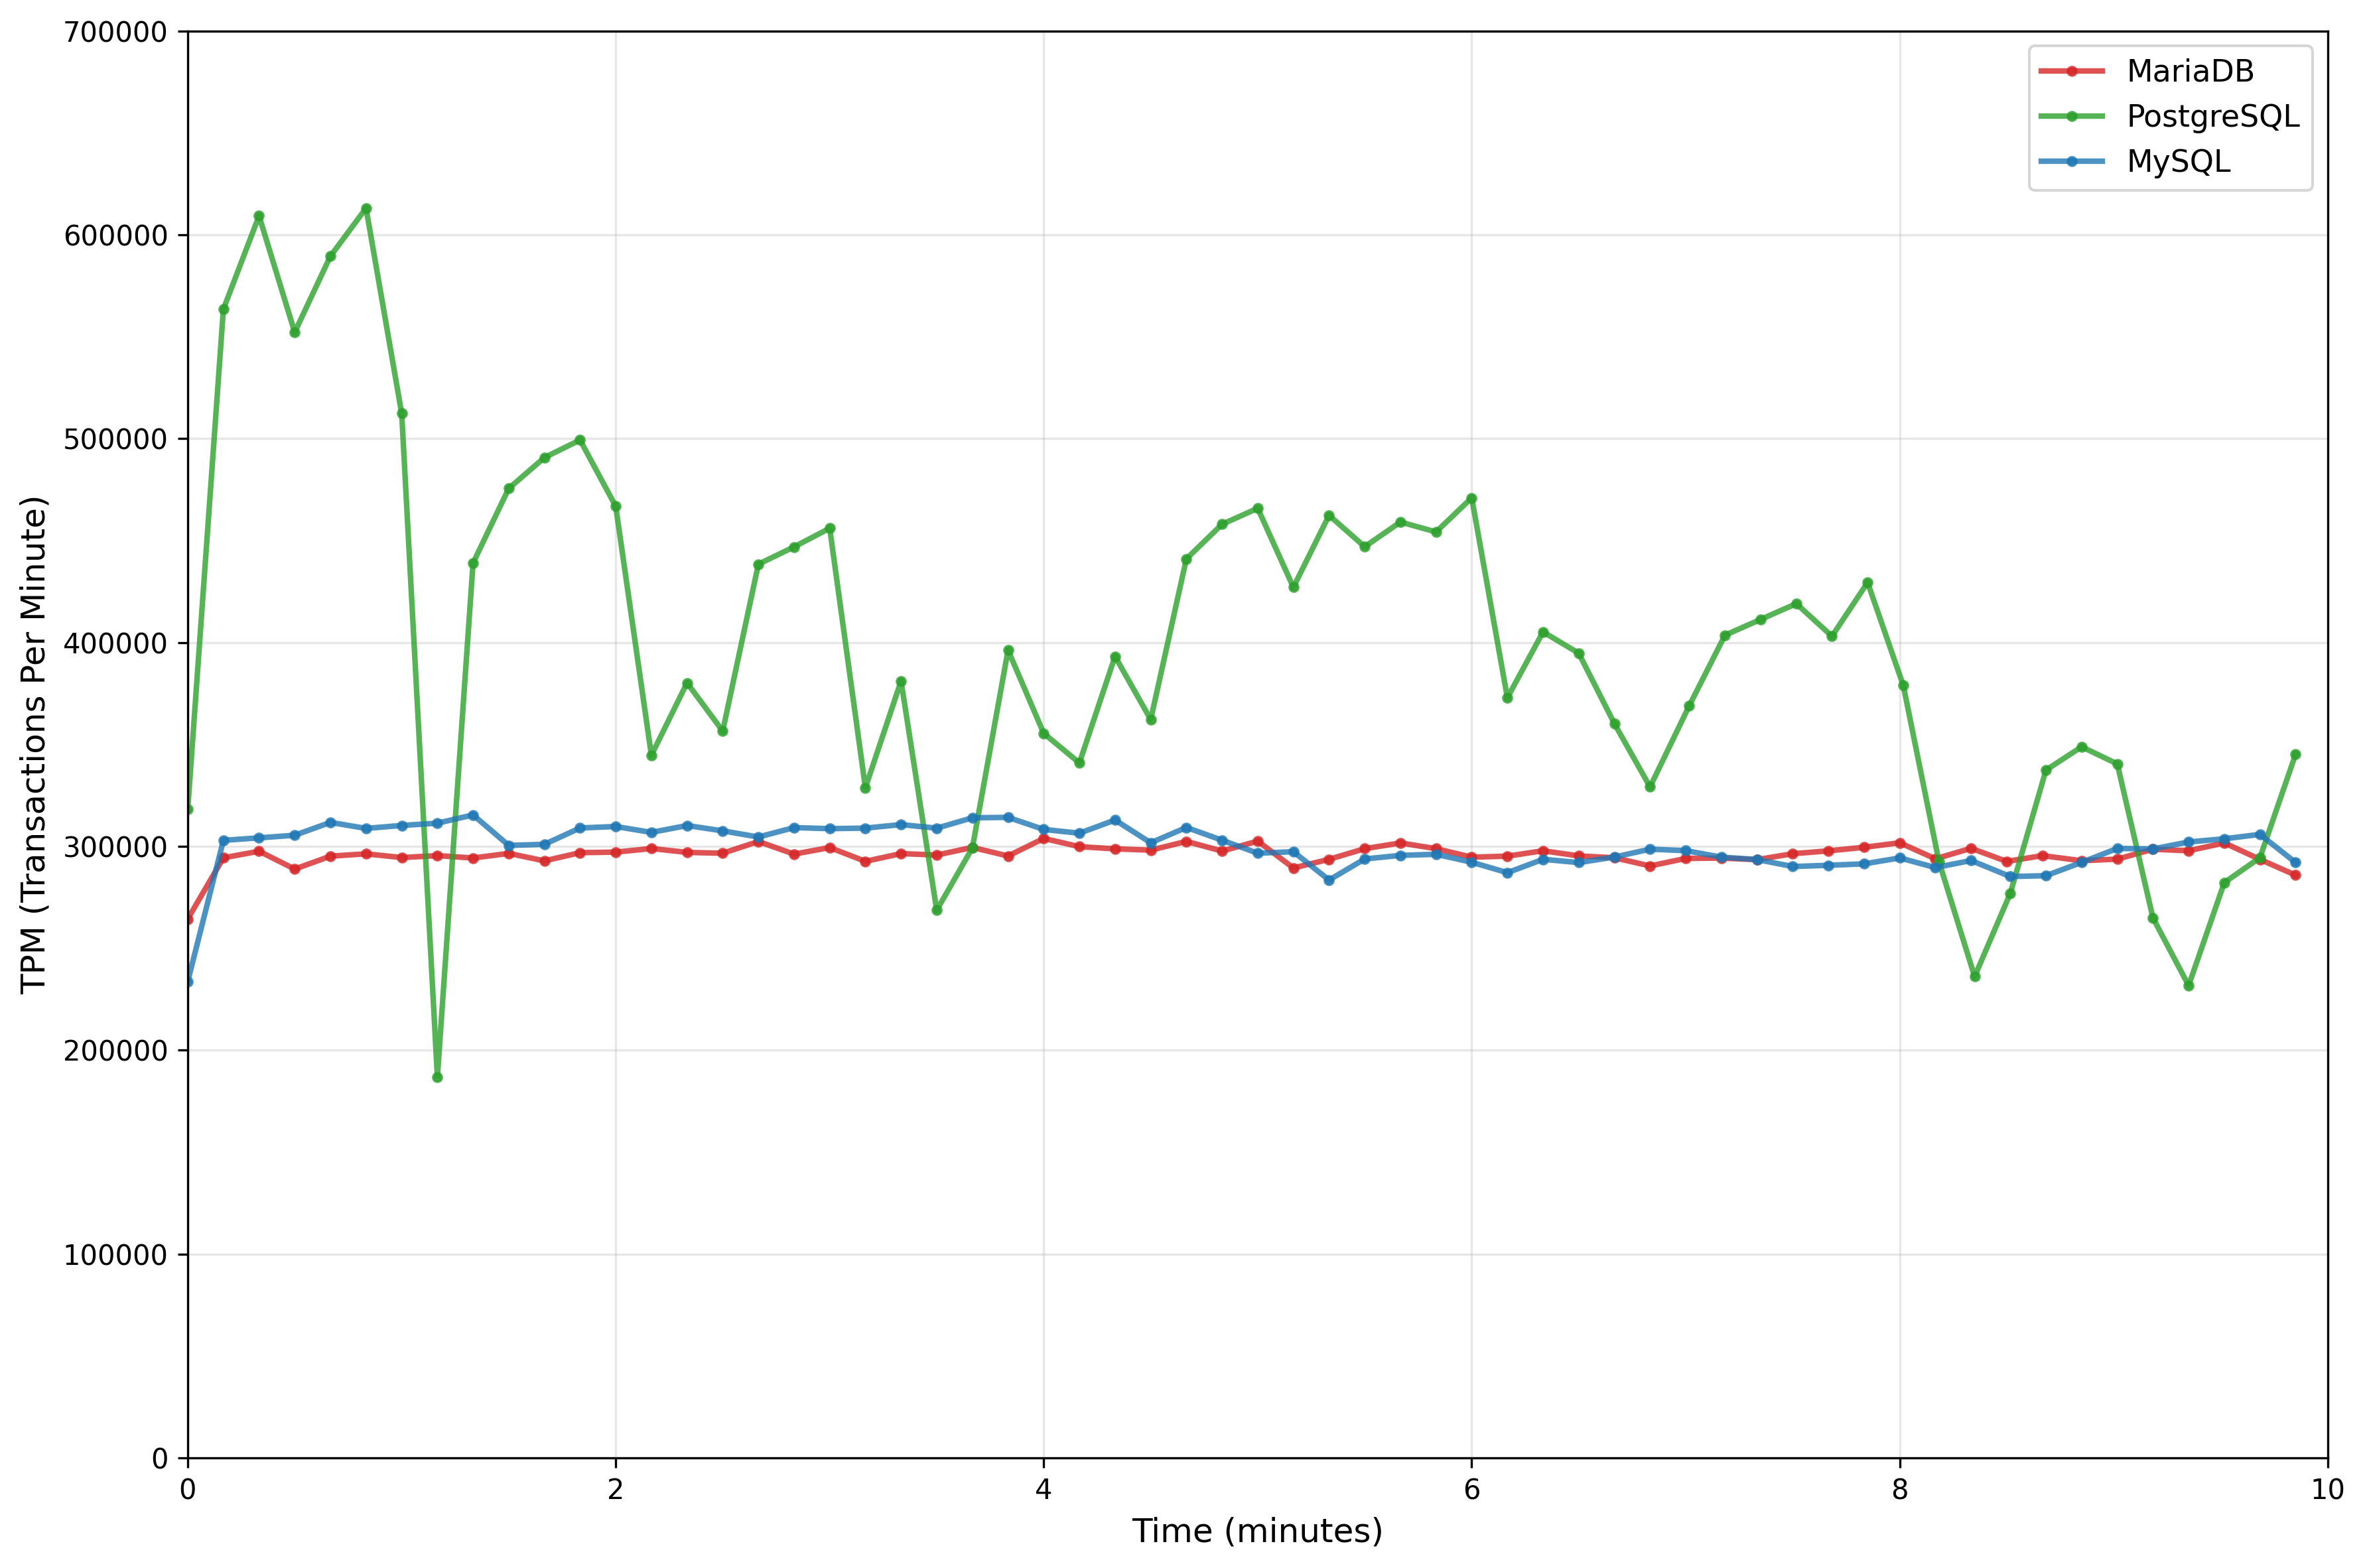 700000
600000
500000
400000
300000
200000
100000
0
TPM (Transactions Per Minute)
0 2 4 6 8 10
Time (minutes)
MariaDB
PostgreSQL
MySQL